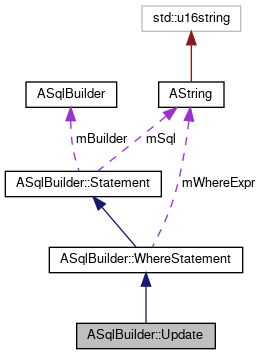 std::u16string
ASqlBuilder
AString
mBuilder
mSql
ASqlBuilder::Statement
mWhereExpr
ASqlBuilder::WhereStatement
ASqlBuilder::Update